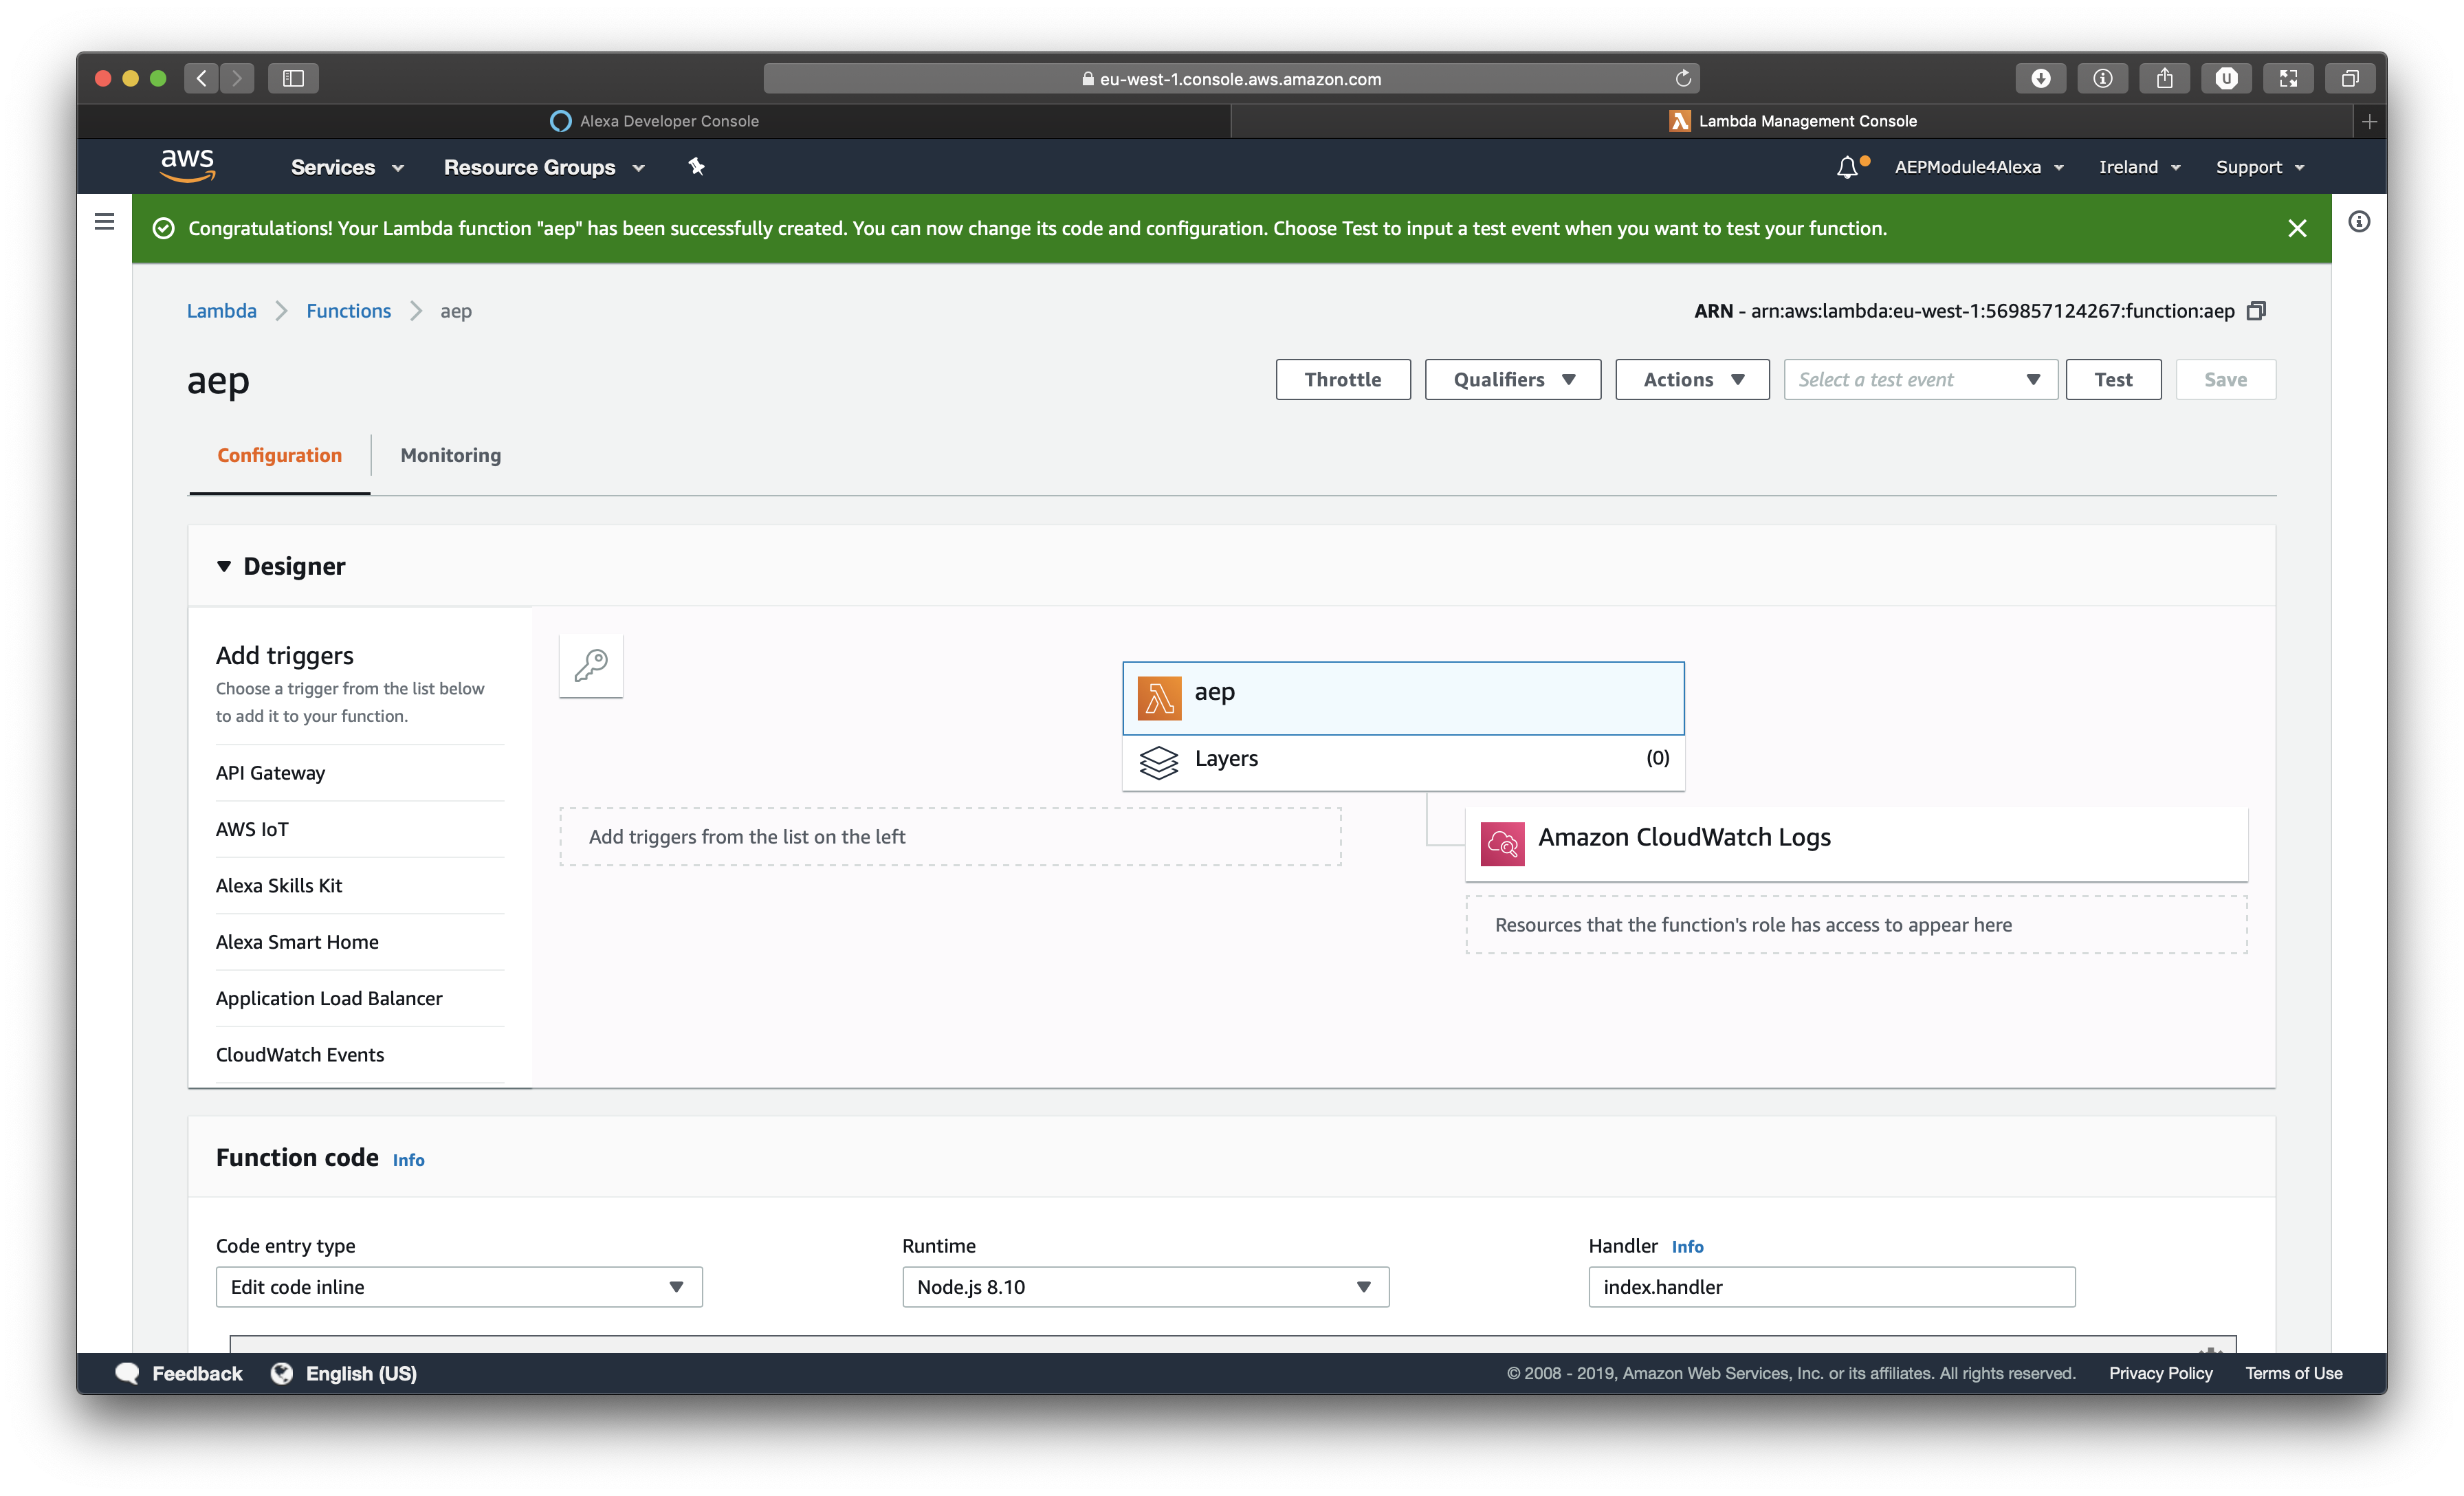 eu-west-1.console.aws.amazon.com
Alexa Developer Console
Lambda Management Console
aws
Services
Resource Groups
AEPModule4Alexa
Ireland
Support
Congratulations! Your Lambda function "aep" has been successfully created. You can now change its code and configuration. Choose Test to input a test event when you want to test your function.
Lambda
Functions
aep
ARN - arn:aws:lambda:eu-west-1:569857124267:function:aep
aep
Throttle
Qualifiers
Actions
Select a test event
Test
Save
Configuration
Monitoring
Designer
Add triggers
Choose a trigger from the list below
to add it to your function.
API Gateway
AWS IoT
Alexa Skills Kit
Alexa Smart Home
Application Load Balancer
CloudWatch Events
aep
Layers
(0)
Add triggers from the list on the left
Amazon CloudWatch Logs
Resources that the function's role has access to appear here
Function code
Info
Code entry type
Edit code inline
Runtime
Node.js 8.10
Handler
Info
index.handler
Feedback
English (US)
© 2008 - 2019, Amazon Web Services, Inc. or its affiliates. All rights reserved.
Privacy Policy
Terms of Use